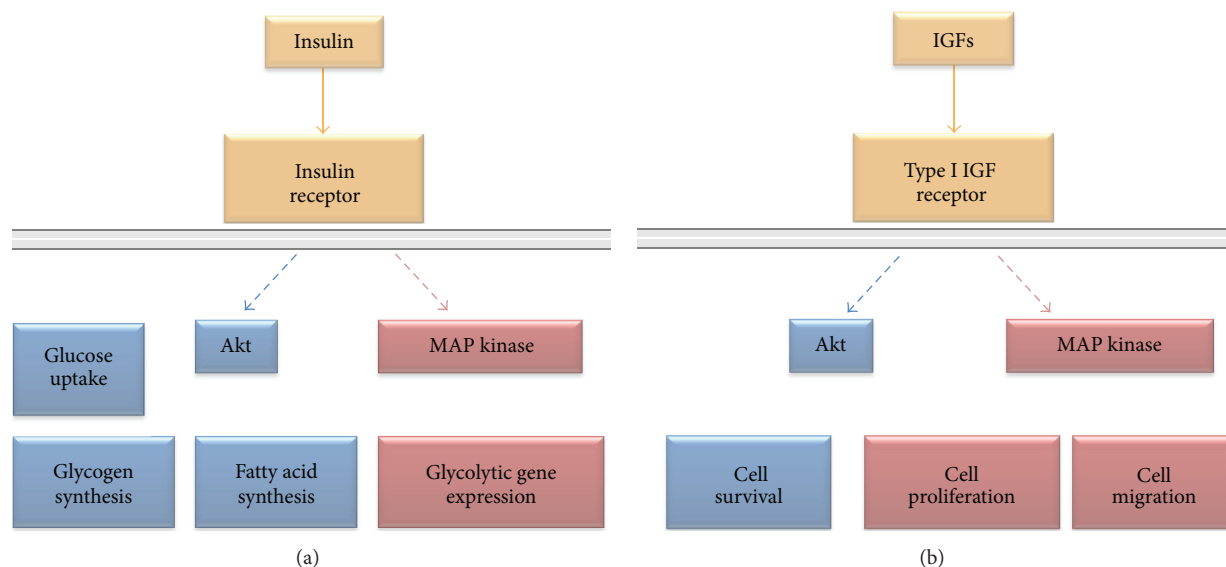 Insulin
Insulin
receptor
Akt
MAP kinase
Glucose
uptake
Glycogen
synthesis
Fatty acid
synthesis
Glycolytic gene
expression
(a)
IGFs
Type I IGF
receptor
Akt
MAP kinase
Cell
survival
Cell
proliferation
Cell
migration
(b)